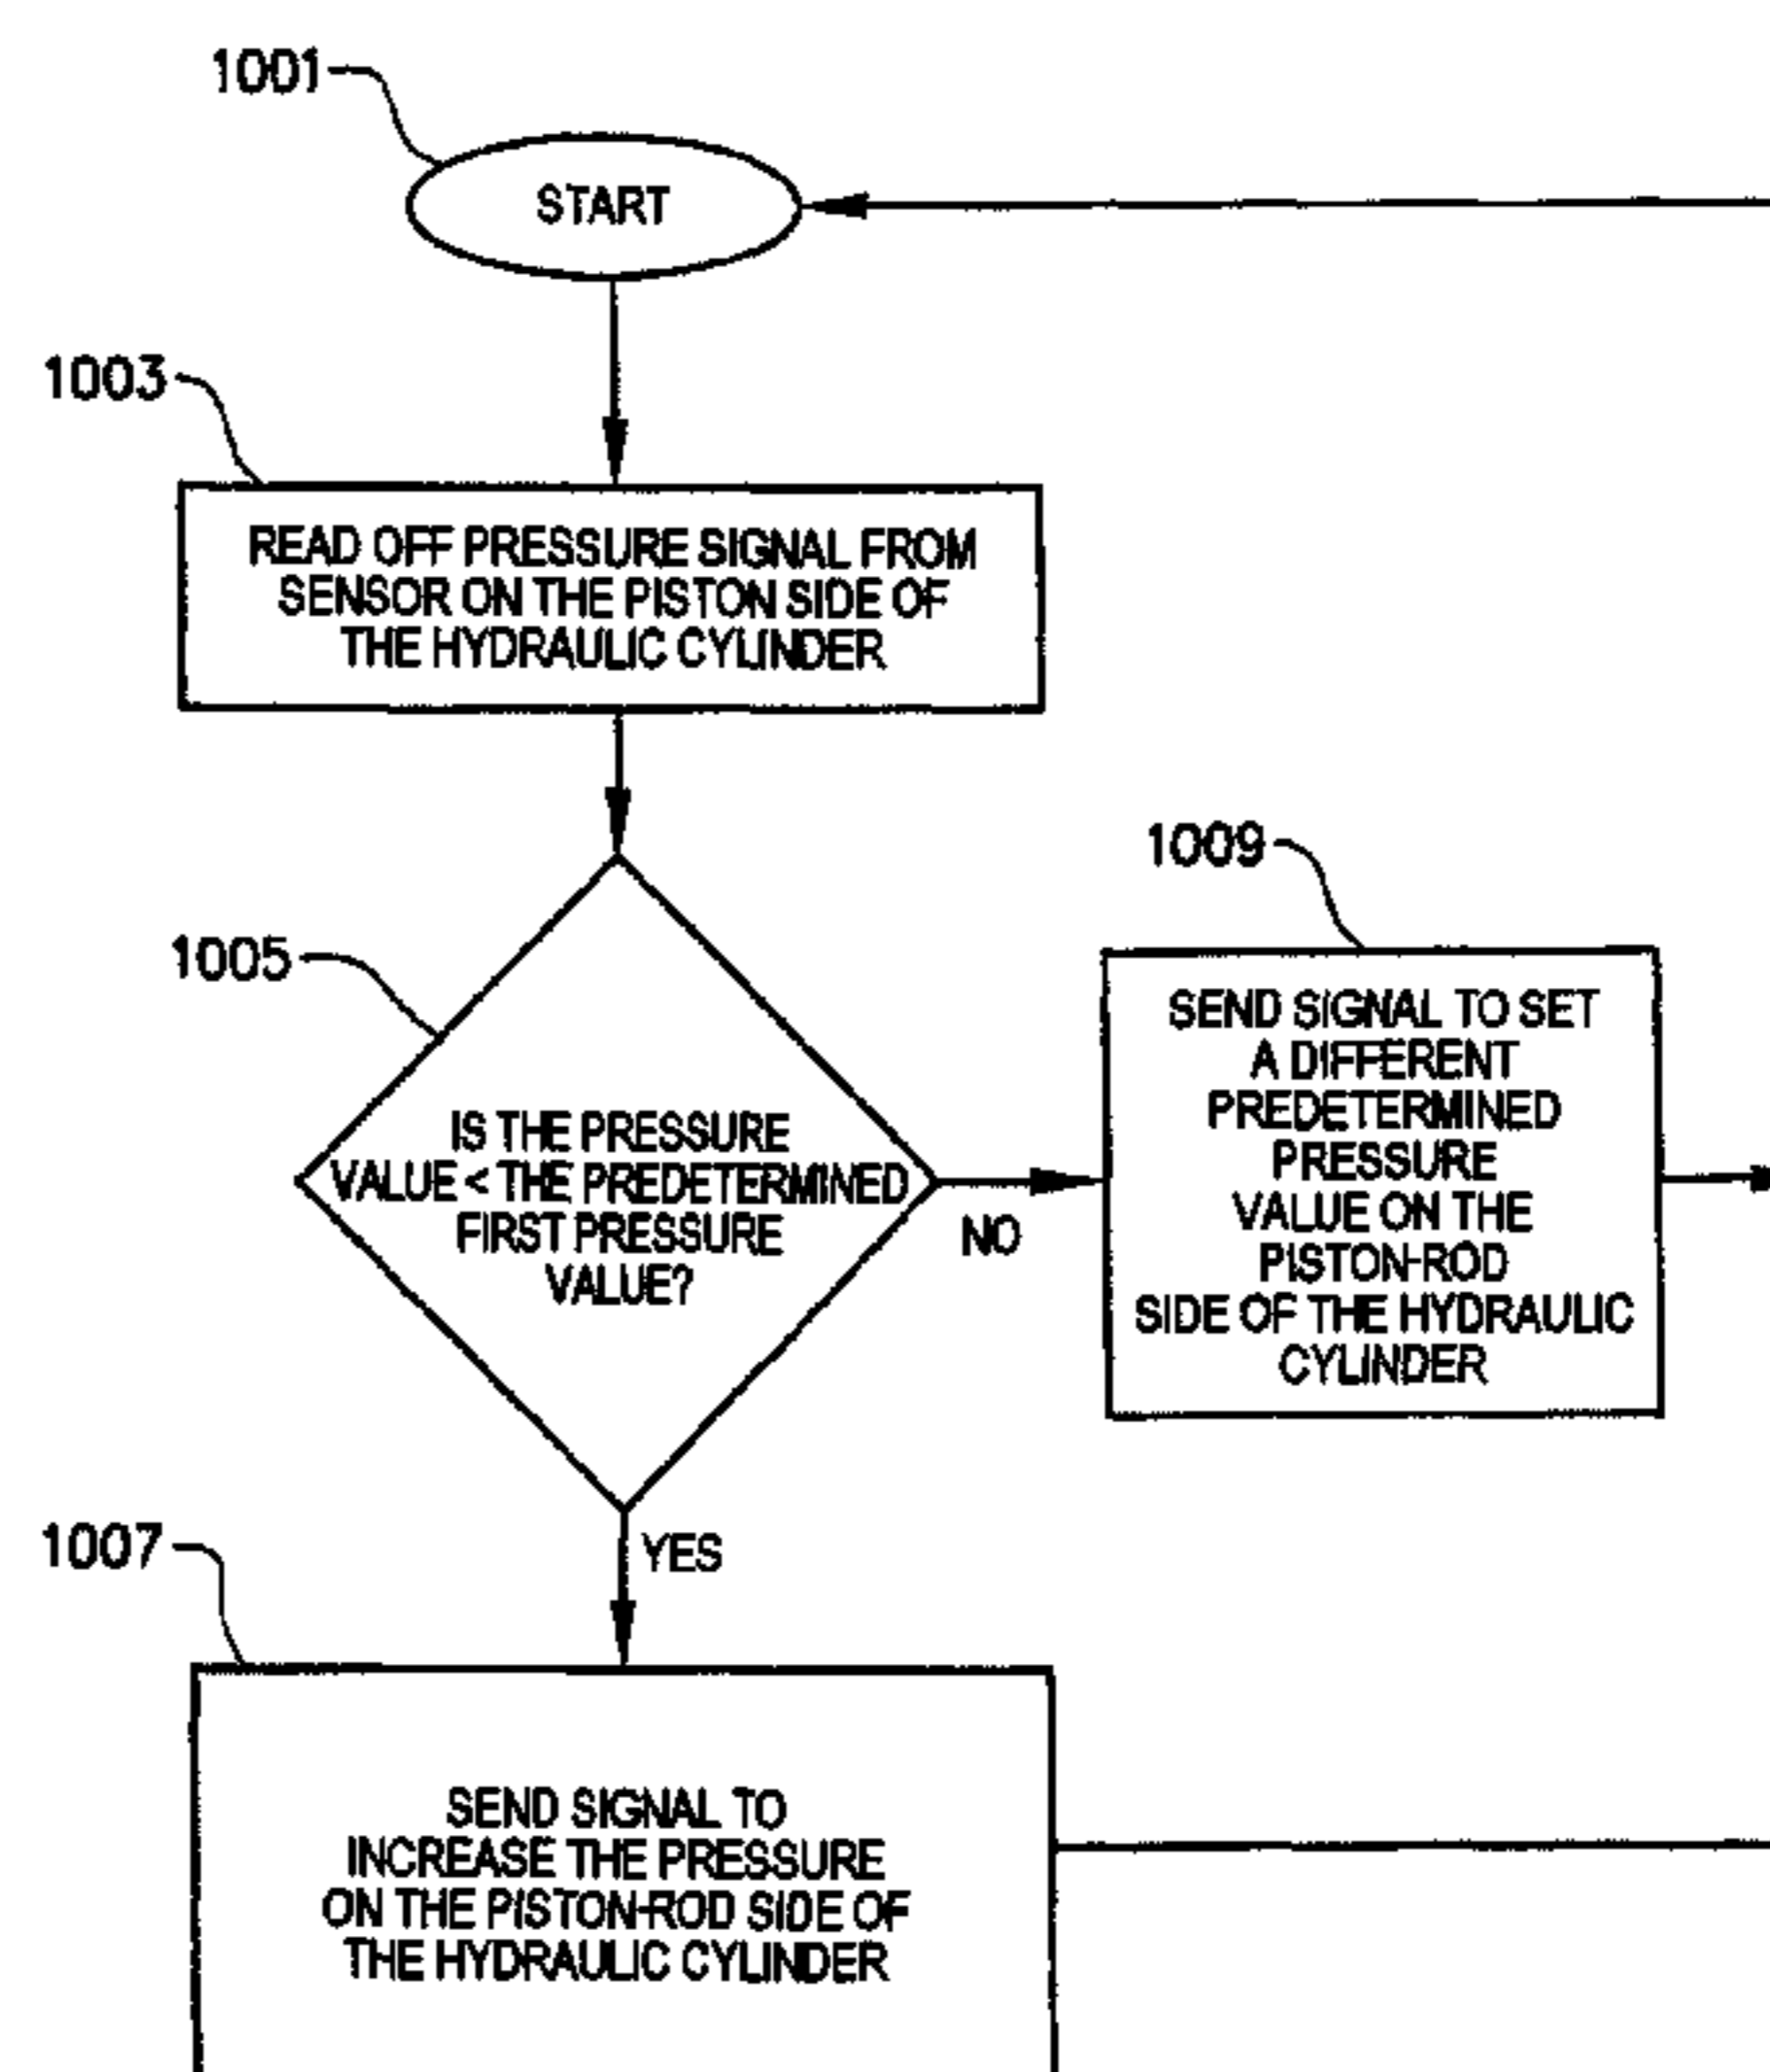 1001
START
1003
READ OFF PRESSURE SIGNAL FROM
SENSOR ON THE PISTON SIDE OF
THE HYDRAULIC CYLINDER
1005
IS THE PRESSURE
VALUE < THE PREDETERMINED
FIRST PRESSURE
VALUE?
NO
1009
SEND SIGNAL TO SET
A DIFFERENT
PREDETERMINED
PRESSURE
VALUE ON THE
PISTON-ROD
SIDE OF THE HYDRAULIC
CYLINDER
YES
1007
SEND SIGNAL TO
INCREASE THE PRESSURE
ON THE PISTON-ROD SIDE OF
THE HYDRAULIC CYLINDER